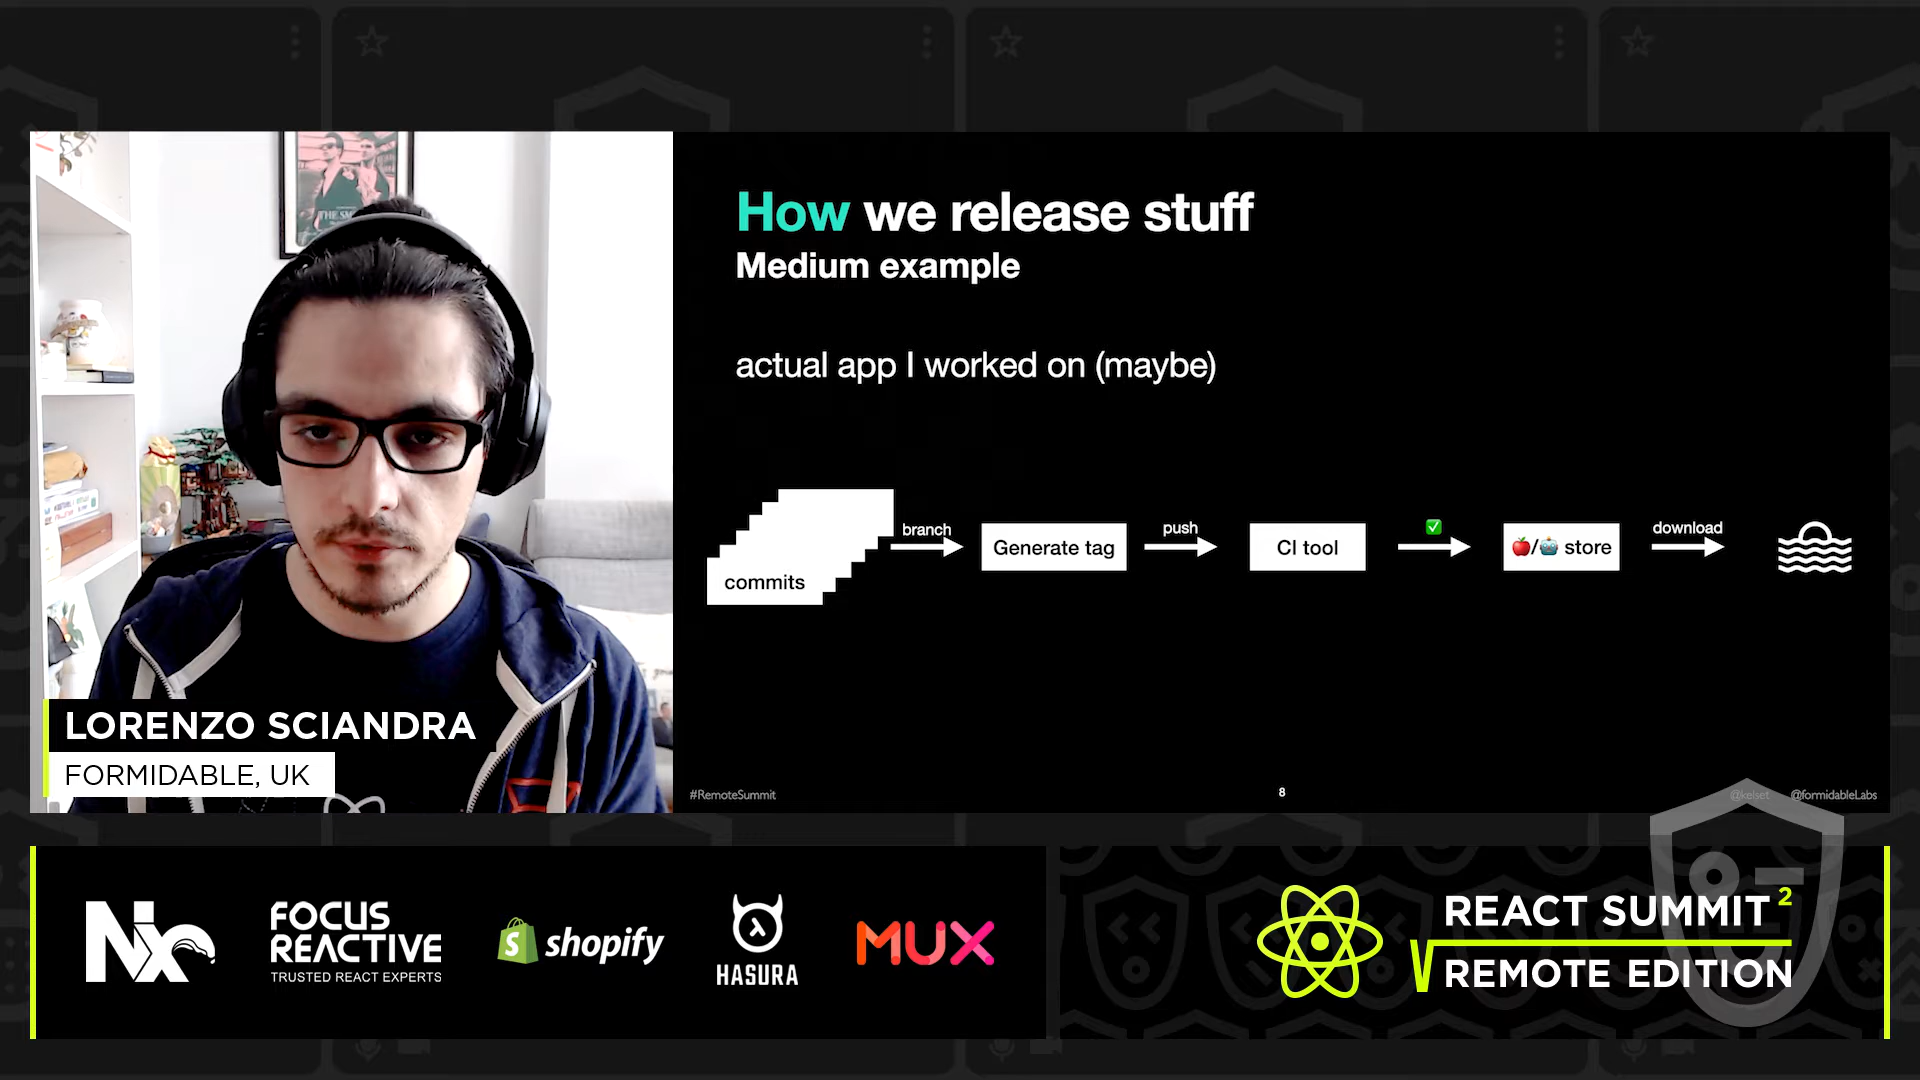 How we release stuff
Medium example
actual app I worked on (maybe)
commits
branch
Generate tag
push
CI tool
✅
🍎/🤖 store
download
#RemoteSummit
8
@kelset
@formidableLabs
LORENZO SCIANDRA
FORMIDABLE, UK
Nx
FOCUS
REACTIVE
TRUSTED REACT EXPERTS
shopify
HASURA
MUX
REACT SUMMIT 2
REMOTE EDITION